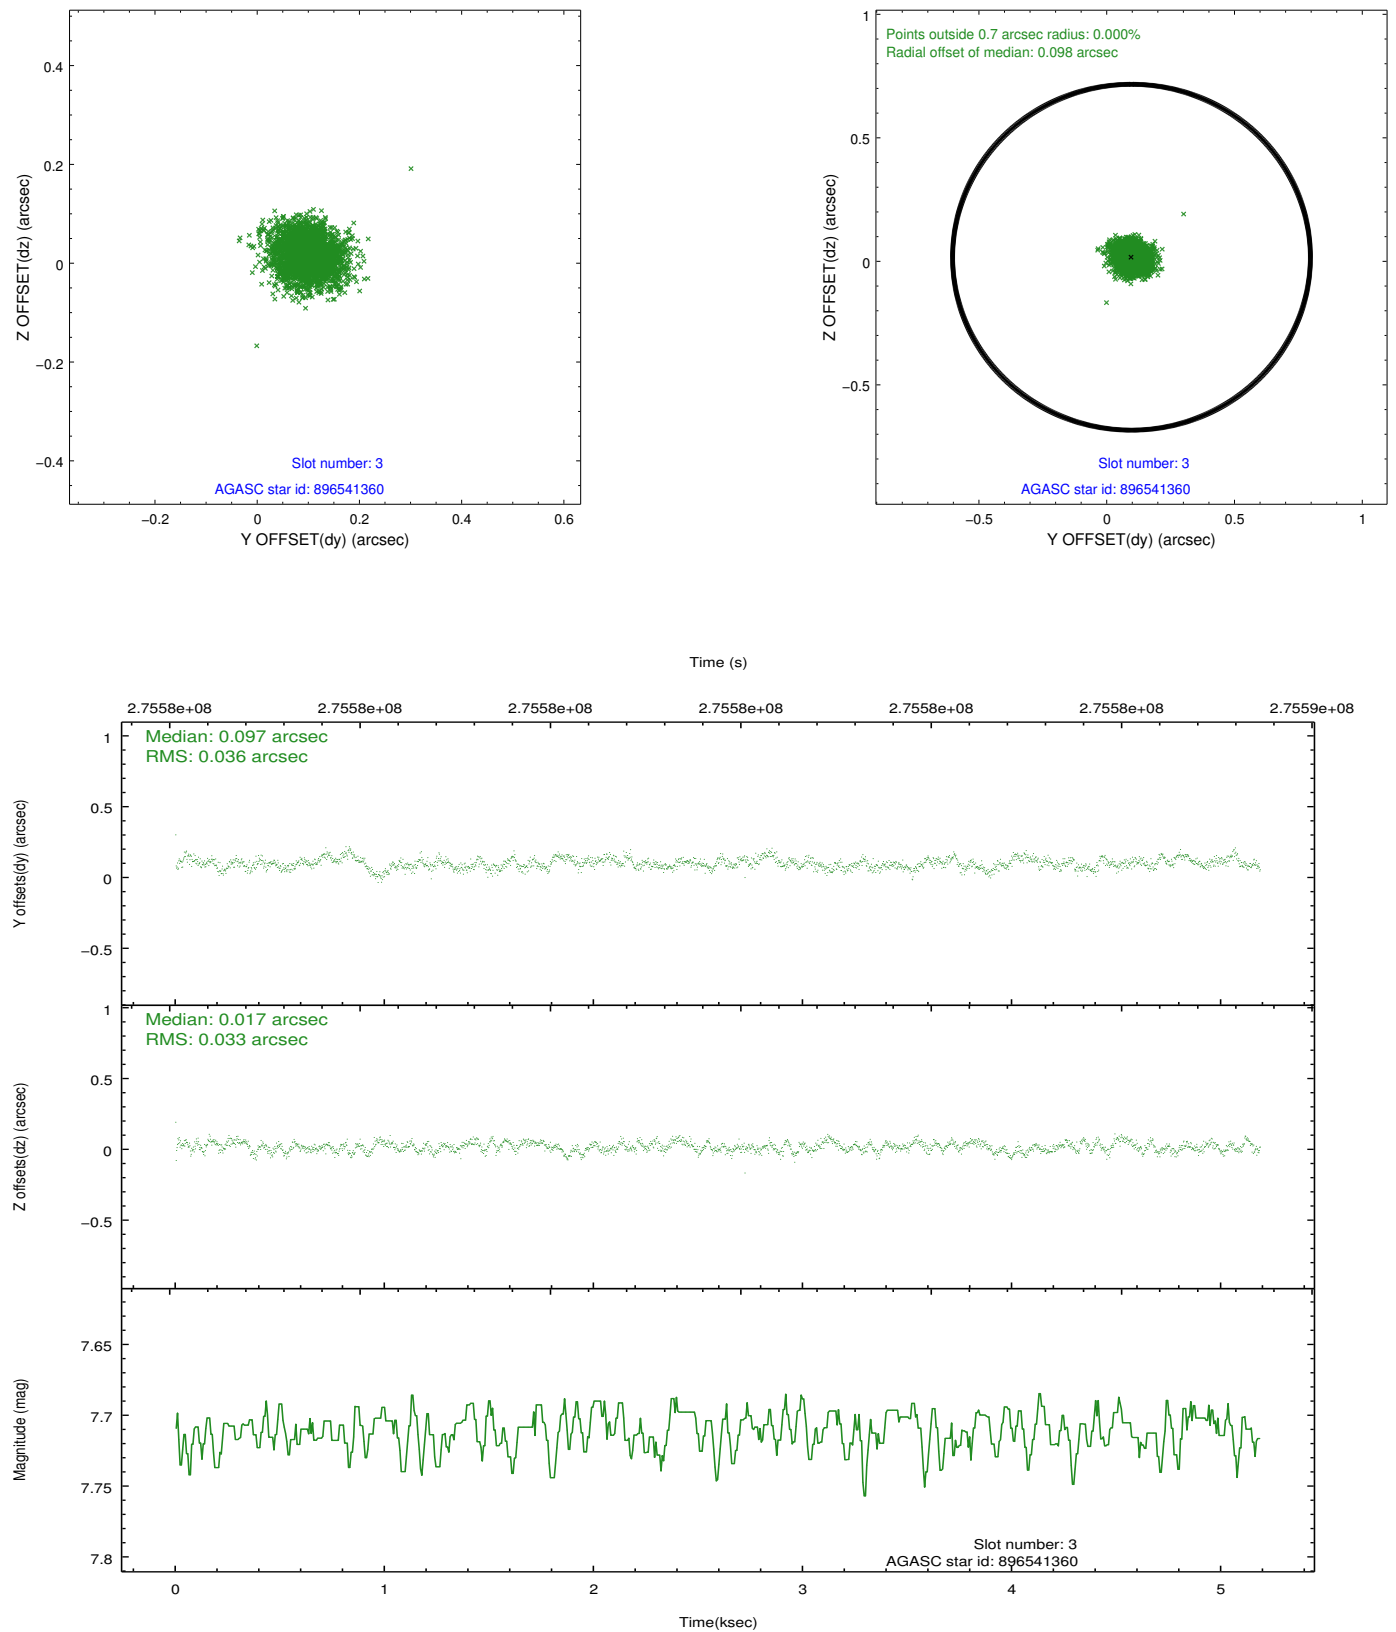 0.4
0.2
0
−0.2
−0.4
Z OFFSET(dz) (arcsec)
Slot number: 3
AGASC star id: 896541360
−0.2 0 0.2 0.4 0.6
Y OFFSET(dy) (arcsec)
Points outside 0.7 arcsec radius: 0.000%
Radial offset of median: 0.098 arcsec
1
0.5
0
−0.5
Z OFFSET(dz) (arcsec)
Slot number: 3
AGASC star id: 896541360
−0.5 0 0.5 1
Y OFFSET(dy) (arcsec)
Time (s)
2.7558e+08 2.7558e+08 2.7558e+08 2.7558e+08 2.7558e+08 2.7558e+08 2.7559e+08
Median: 0.097 arcsec
RMS: 0.036 arcsec
1
0.5
0
−0.5
Y offsets(dy) (arcsec)
Median: 0.017 arcsec
RMS: 0.033 arcsec
1
0.5
0
−0.5
Z offsets(dz) (arcsec)
7.65
7.7
7.75
7.8
Magnitude (mag)
Slot number: 3
AGASC star id: 896541360
0 1 2 3 4 5
Time(ksec)